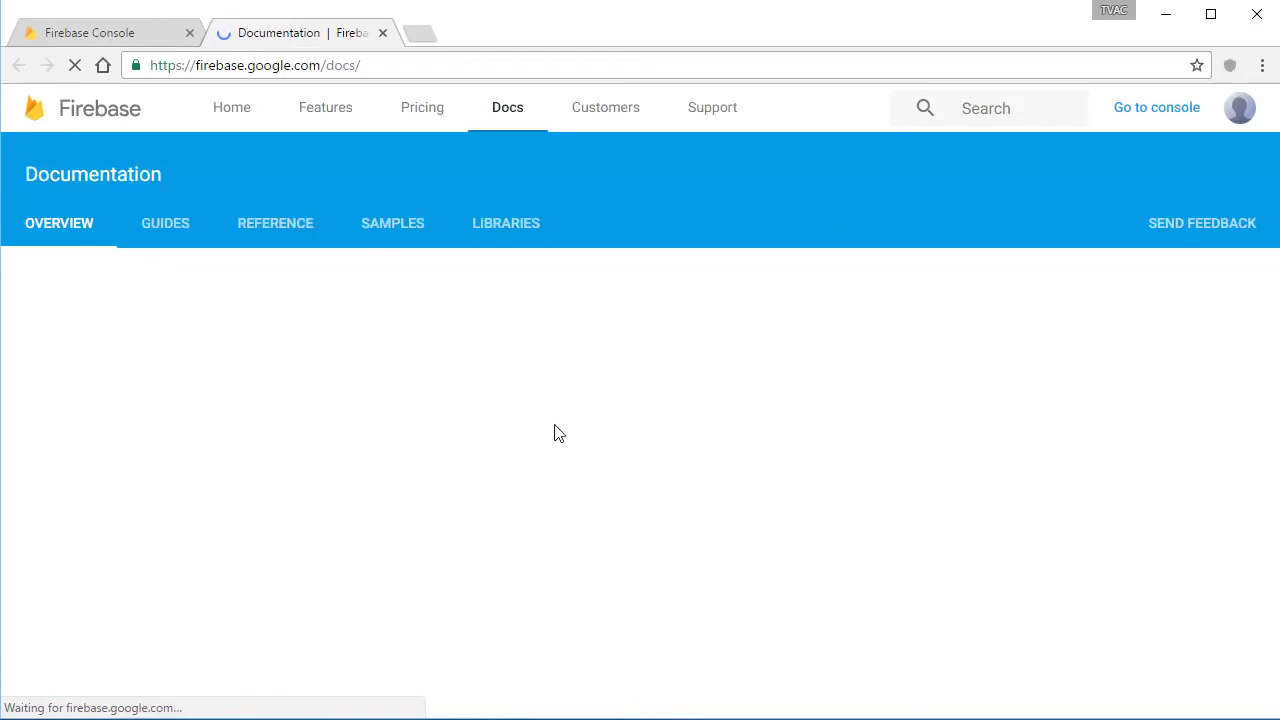 TVAC
Firebase Console
Documentation | Fireba
https://firebase.google.com/docs/
Firebase
Home
Features
Pricing
Docs
Customers
Support
Search
Go to console
Documentation
OVERVIEW
GUIDES
REFERENCE
SAMPLES
LIBRARIES
SEND FEEDBACK
Waiting for firebase.google.com...